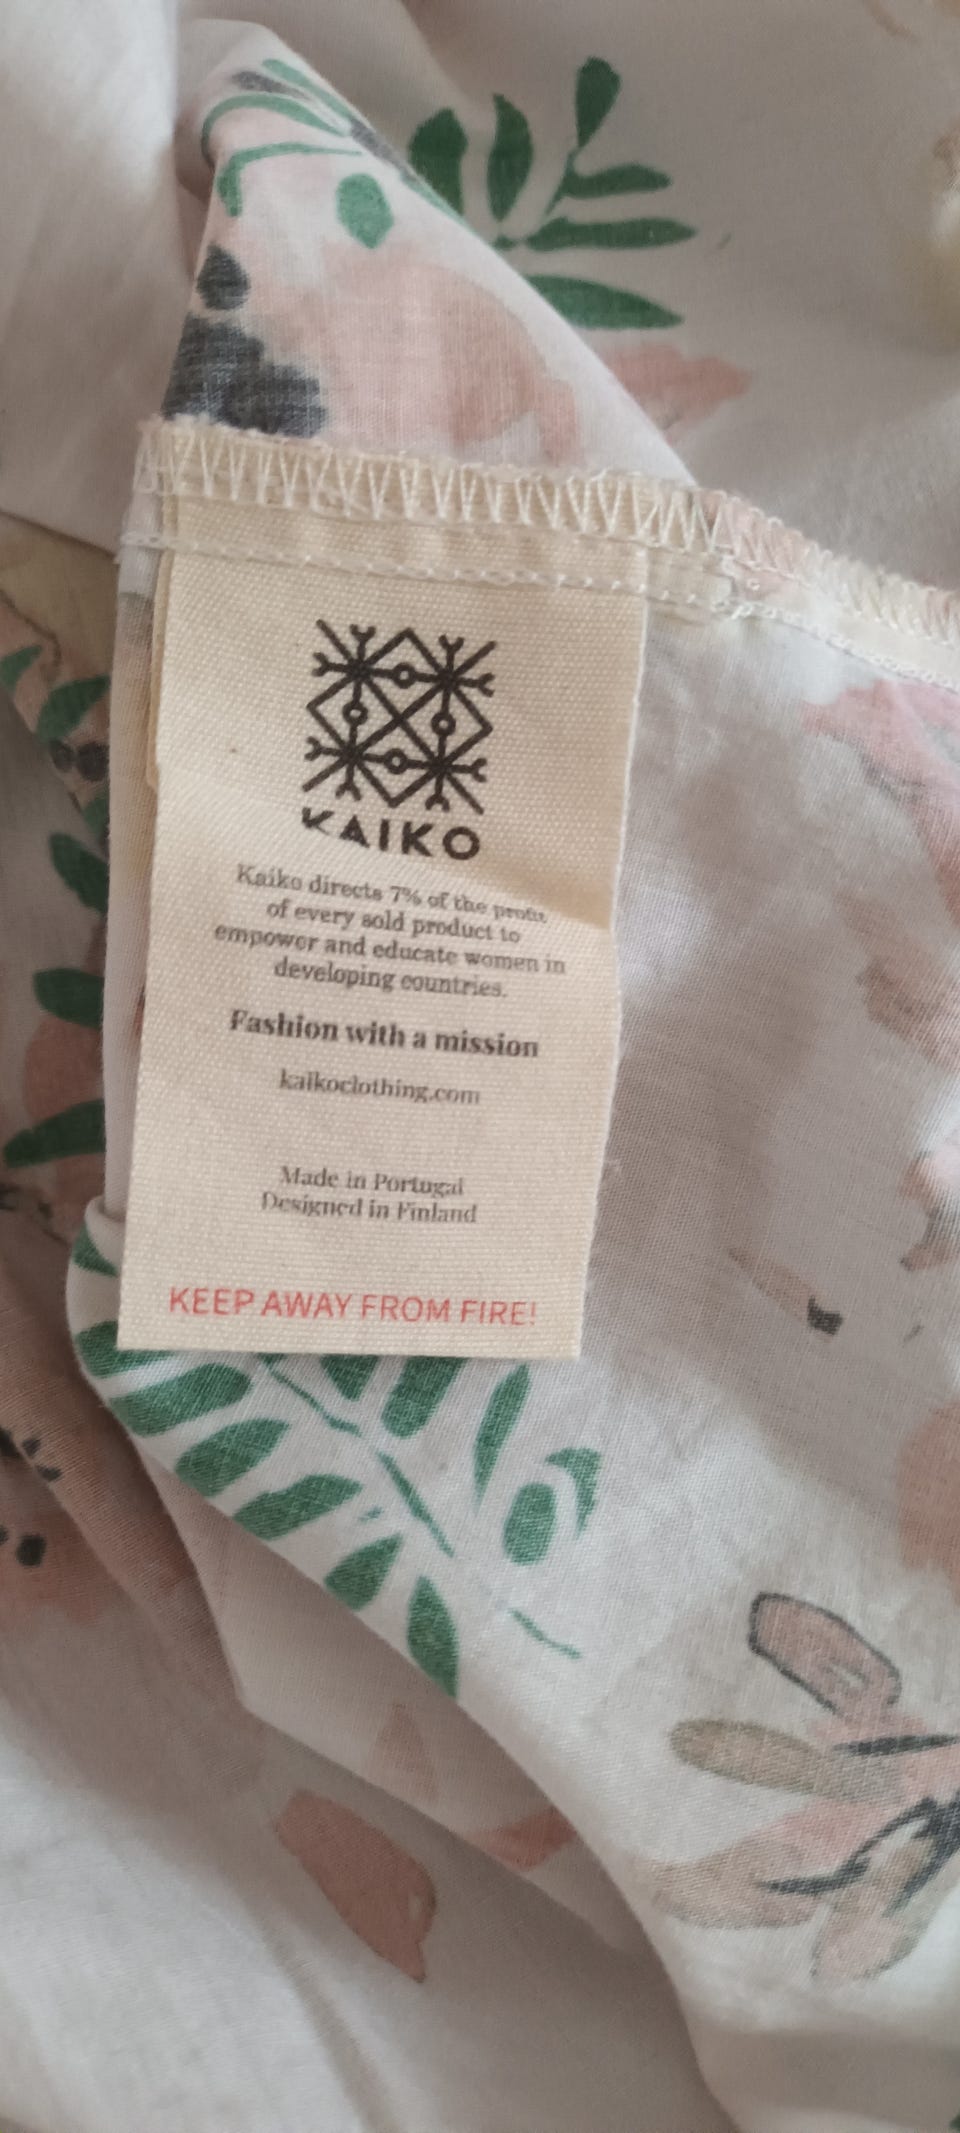 KAIKO
Kaiko directs 7% of the profit
of every sold product to
empower and educate women in
developing countries.
Fashion with a mission
kaikoclothing.com
Made in Portugal
Designed in Finland
KEEP AWAY FROM FIRE!